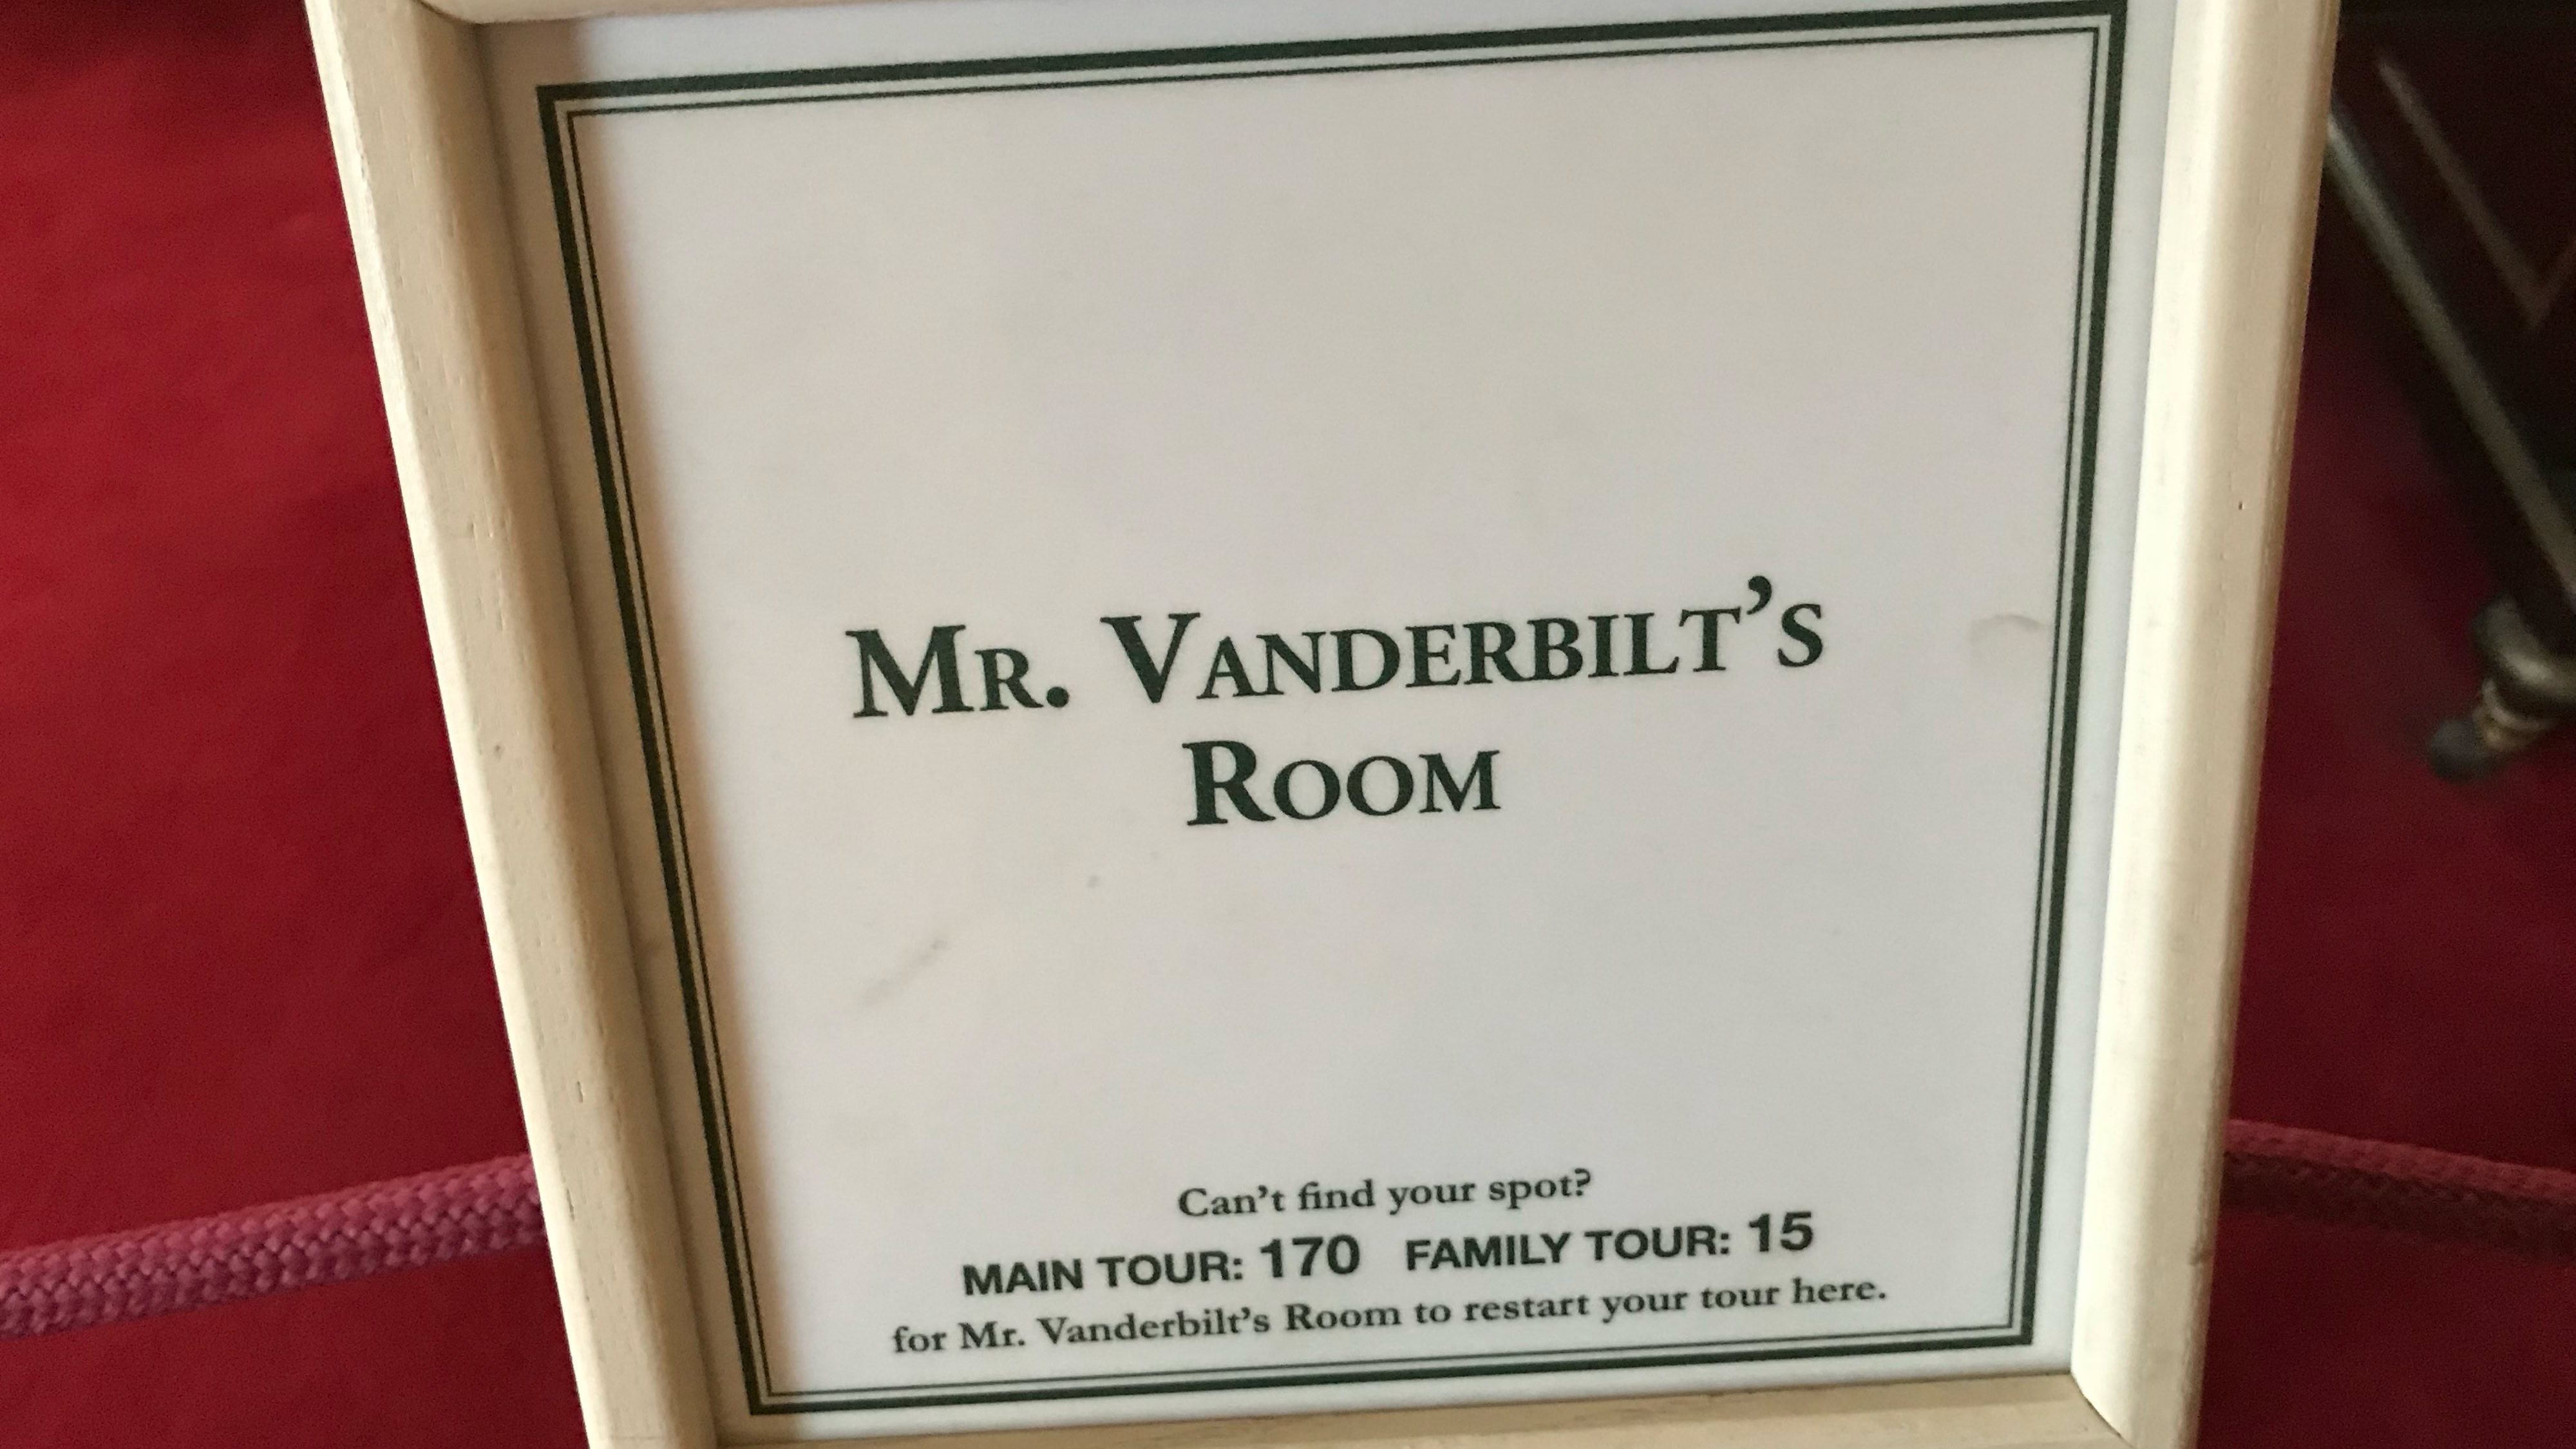 Mr. Vanderbilt's
Room
Can't find your spot?
MAIN TOUR: 170 FAMILY TOUR: 15
for Mr. Vanderbilt's Room to restart your tour here.